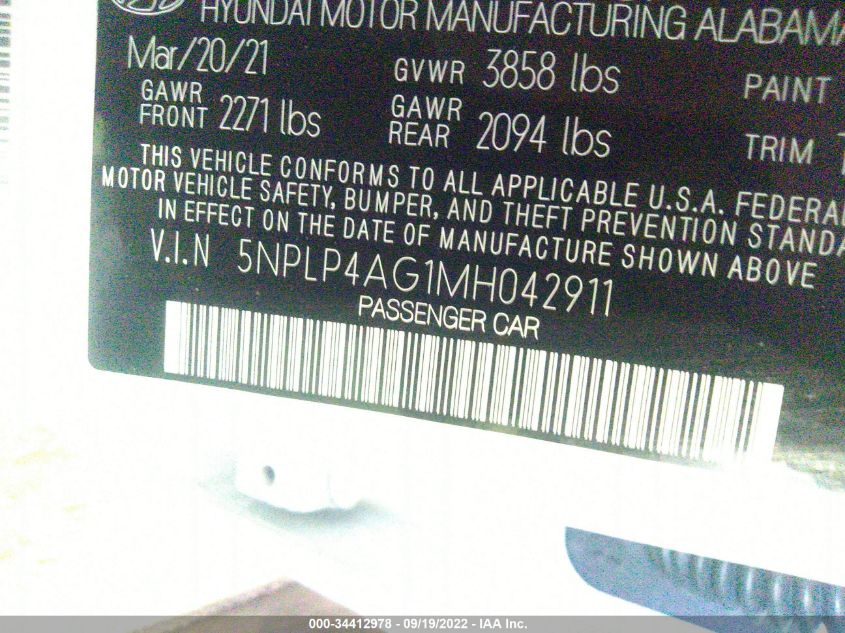 HYUNDAI MOTOR MANUFACTURING ALABAMA
Mar/20/21 GVWR 3858 lbs PAINT
GAWR FRONT 2271 lbs GAWR REAR 2094 lbs TRIM
THIS VEHICLE CONFORMS TO ALL APPLICABLE U.S.A. FEDERAL
MOTOR VEHICLE SAFETY, BUMPER, AND THEFT PREVENTION STANDA
IN EFFECT ON THE DATE OF MANUFACTURE SHOWN ABOVE
V.I.N 5NPLP4AG1MH042911
PASSENGER CAR
000-34412978 - 09/19/2022 - IAA Inc.